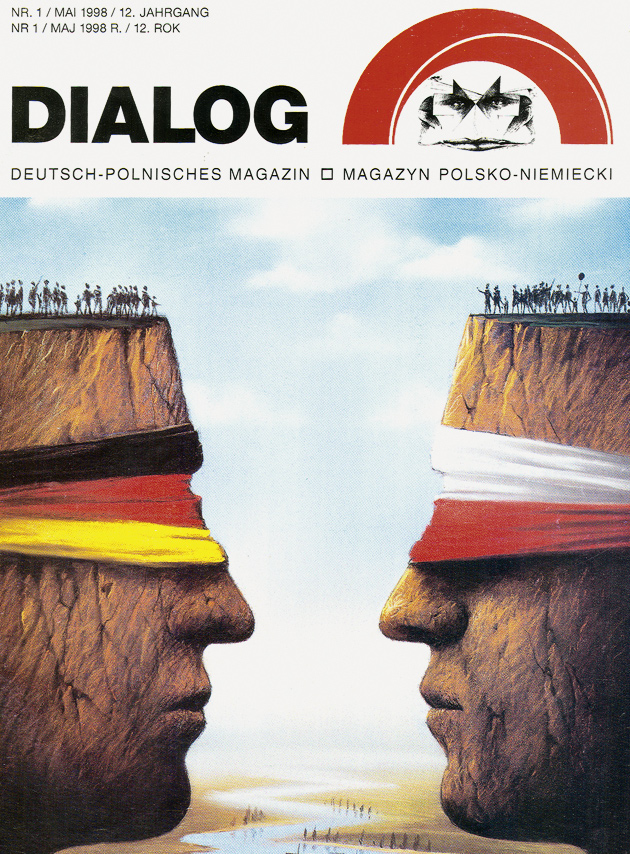 NR. 1 / MAI 1998 / 12. JAHRGANG
NR 1 / MAJ 1998 R. / 12. ROK
DIALOG
DEUTSCH-POLNISCHES MAGAZIN □ MAGAZYN POLSKO-NIEMIECKI